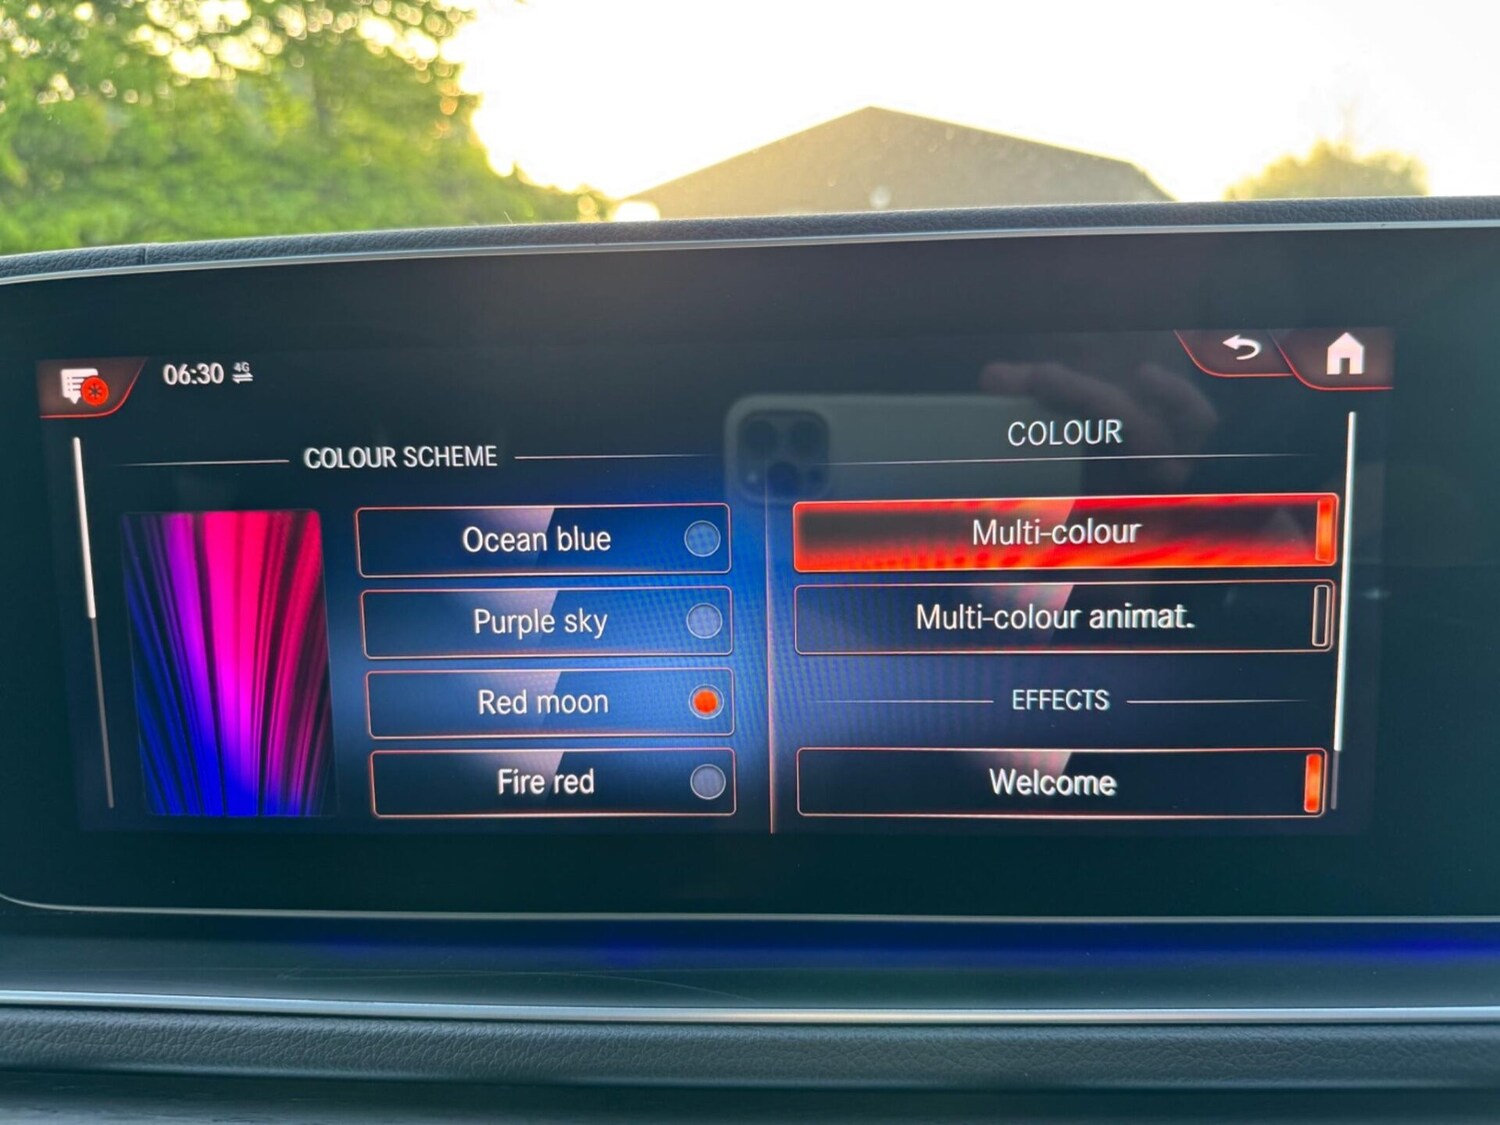 06:30 4G
COLOUR SCHEME
Ocean blue
Purple sky
Red moon
Fire red
COLOUR
Multi-colour
Multi-colour animat.
EFFECTS
Welcome